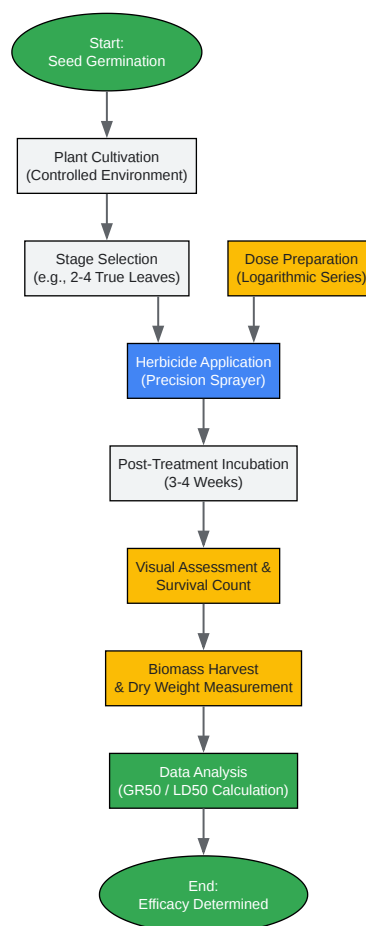 Start:
Seed Germination
Plant Cultivation
(Controlled Environment)
Stage Selection
(e.g., 2-4 True Leaves)
Dose Preparation
(Logarithmic Series)
Herbicide Application
(Precision Sprayer)
Post-Treatment Incubation
(3-4 Weeks)
Visual Assessment &
Survival Count
Biomass Harvest
& Dry Weight Measurement
Data Analysis
(GR50 / LD50 Calculation)
End:
Efficacy Determined